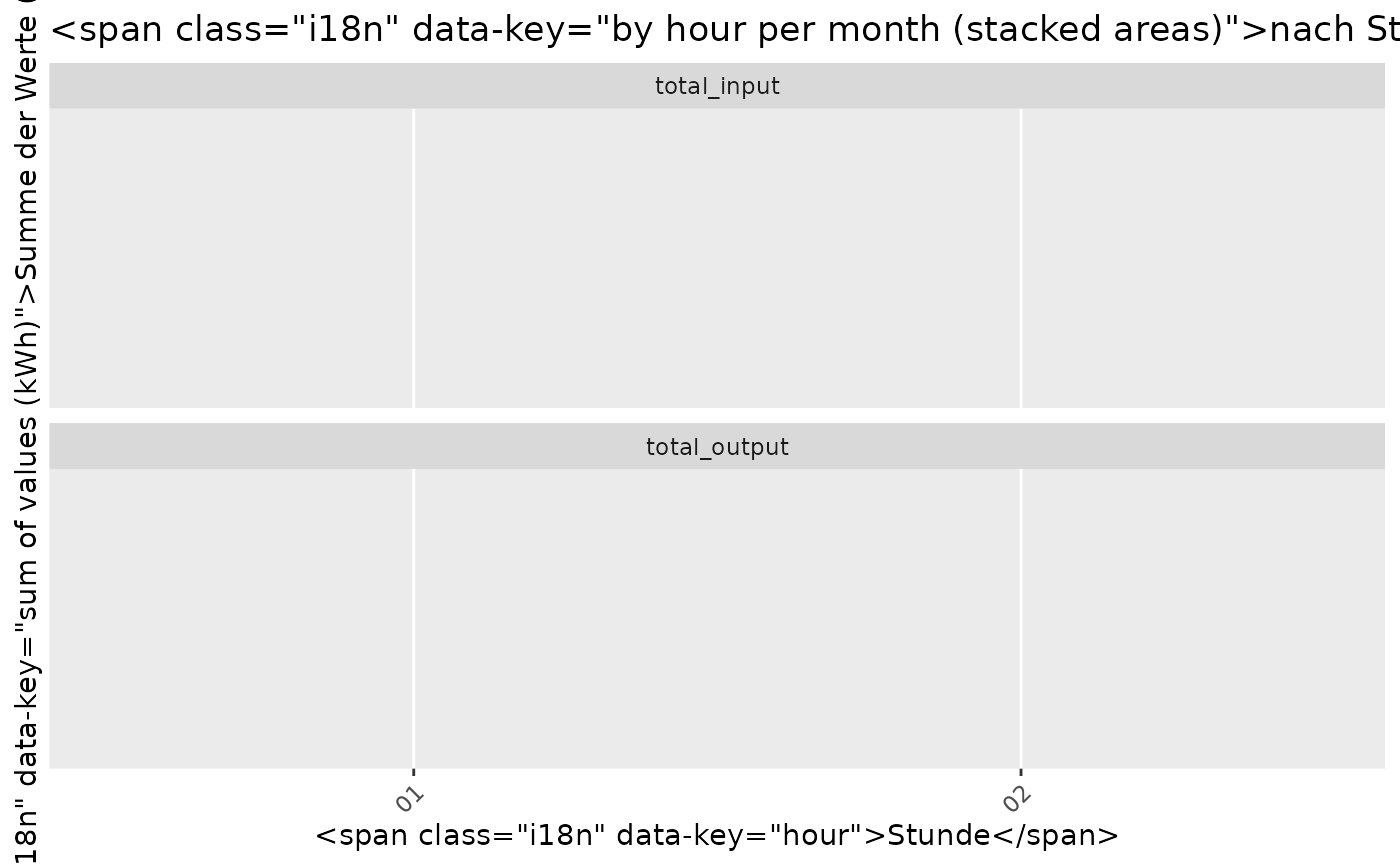 <span class="i18n" data-key="by hour per month (stacked areas)">nach St
total_input
18n" data-key="sum of values (kWh)">Summe der Werte (
total_output
01
02
<span class="i18n" data-key="hour">Stunde</span>